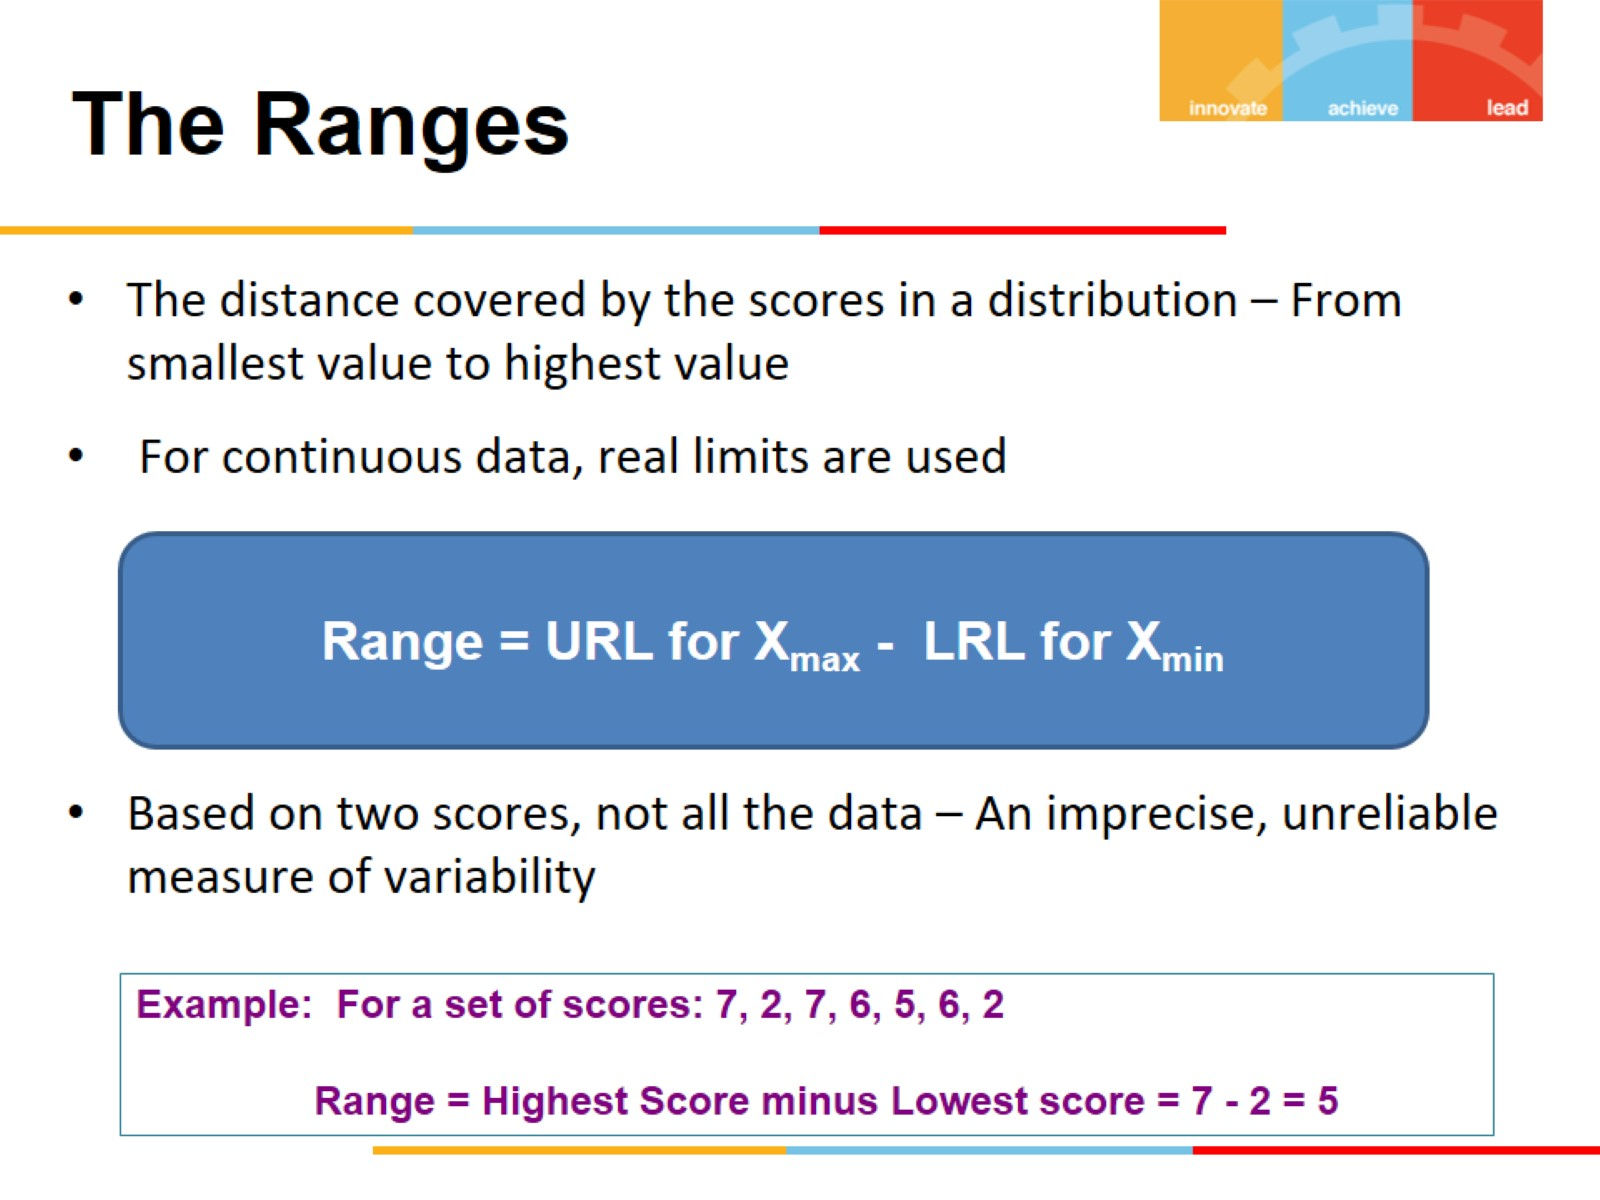 innovate achieve lead
The Ranges
• The distance covered by the scores in a distribution – From
smallest value to highest value
• For continuous data, real limits are used
Range = URL for Xmax - LRL for Xmin
• Based on two scores, not all the data – An imprecise, unreliable
measure of variability
Example: For a set of scores: 7, 2, 7, 6, 5, 6, 2
Range = Highest Score minus Lowest score = 7 - 2 = 5